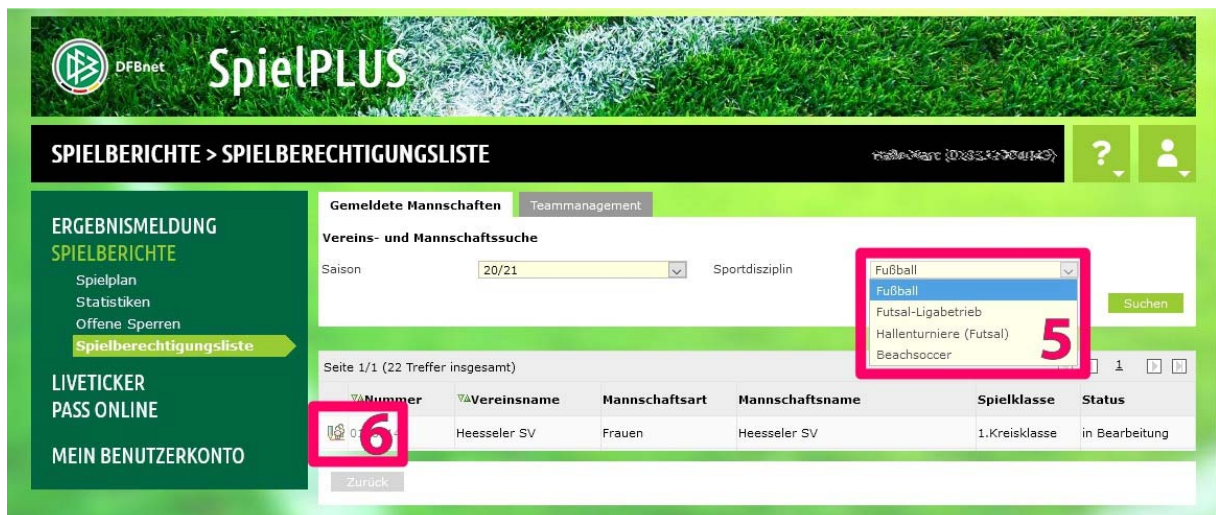 DFBnet SpielPLUS
SPIELBERICHTE > SPIELBERECHTIGUNGSLISTE
?
ERGEBNISMELDUNG
SPIELBERICHTE
Spielplan
Statistiken
Offene Sperren
Spielberechtigungsliste
LIVETICKER
PASS ONLINE
MEIN BENUTZERKONTO
Gemeldete Mannschaften Teammanagement
Vereins- und Mannschaftssuche
Saison 20/21 Sportdisziplin Fußball
Fußball
Futsal-Ligabetrieb
Hallenturniere (Futsal)
Beachsoccer
5
Suchen
Seite 1/1 (22 Treffer insgesamt) 1
Nummer Vereinsname Mannschaftsart Mannschaftsname Spielklasse Status
6 Heesseler SV Frauen Heesseler SV 1.Kreisklasse in Bearbeitung
Zurück